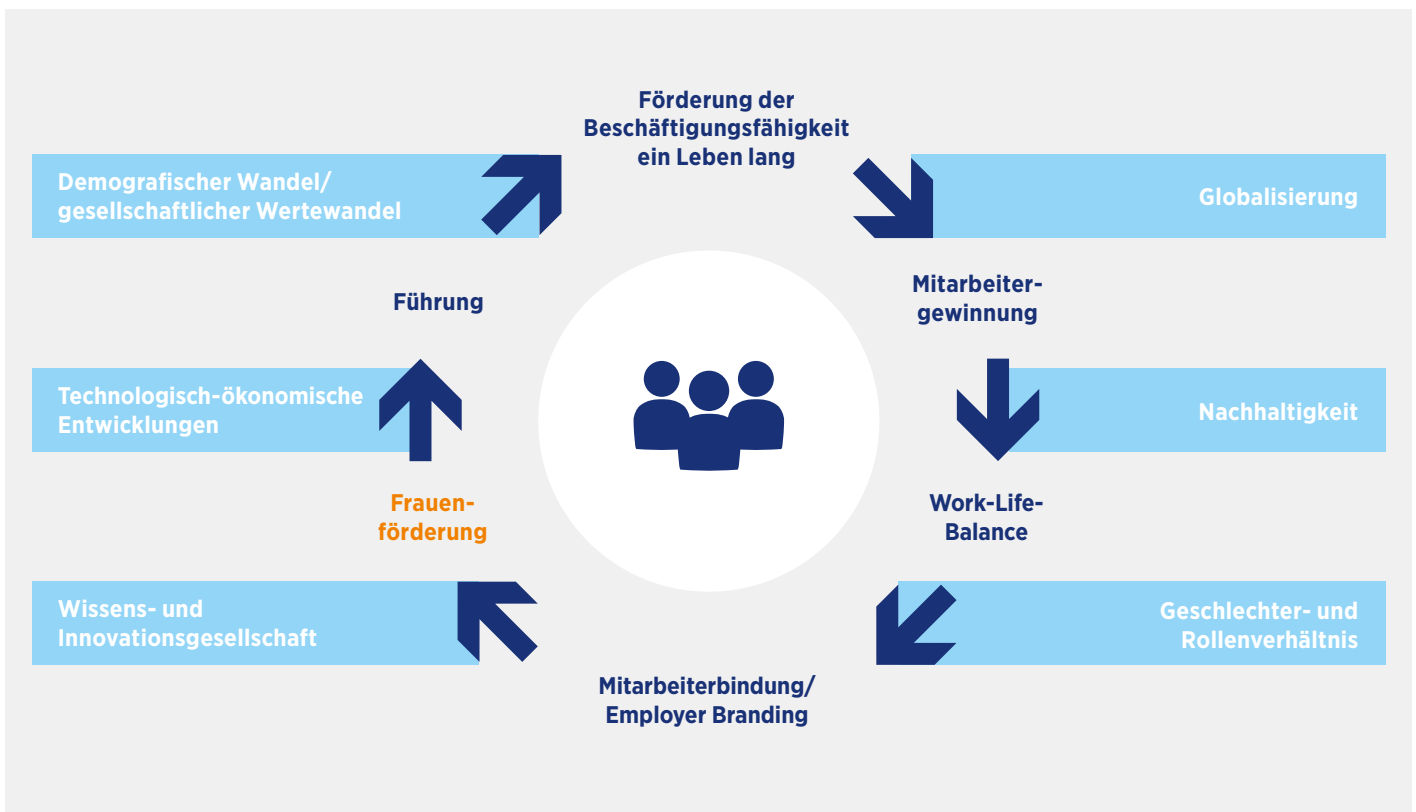 Förderung der
Beschäftigungsfähigkeit
ein Leben lang
Demografischer Wandel/
gesellschaftlicher Wertewandel
Globalisierung
Führung
Mitarbeiter-
gewinnung
Technologisch-ökonomische
Entwicklungen
Nachhaltigkeit
Frauen-
förderung
Work-Life-
Balance
Wissens- und
Innovationsgesellschaft
Geschlechter- und
Rollenverhältnis
Mitarbeiterbindung/
Employer Branding